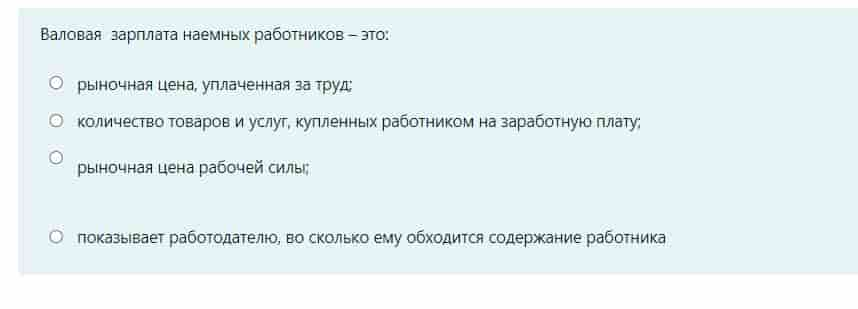 Валовая зарплата наемных работников – это:
рыночная цена, уплаченная за труд;
количество товаров и услуг, купленных работником на заработную плату;
рыночная цена рабочей силы;
показывает работодателю, во сколько ему обходится содержание работника